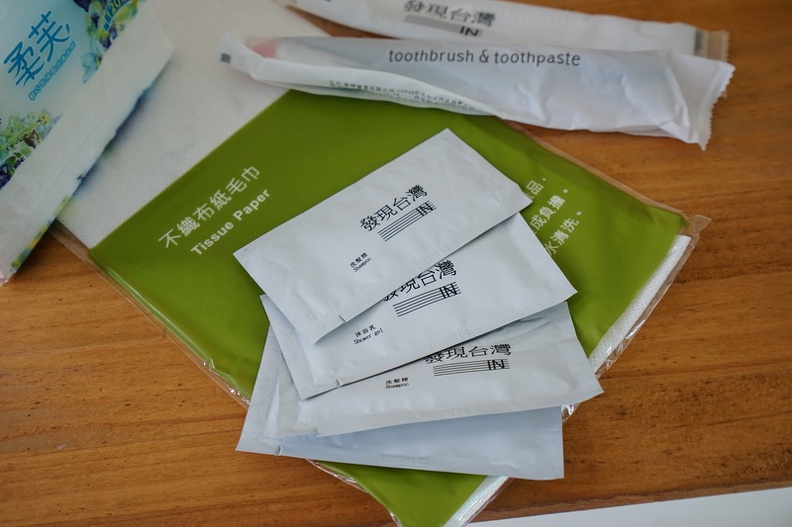 柔芙
發現台灣
IN
toothbrush & toothpaste
不織布紙毛巾
Tissue Paper
品，
成負擔。
水清洗。
發現台灣
IN
洗髮精
Shampoo
發現台灣
IN
沐浴乳
Shower gel
發現台灣
IN
洗髮精
Shampoo